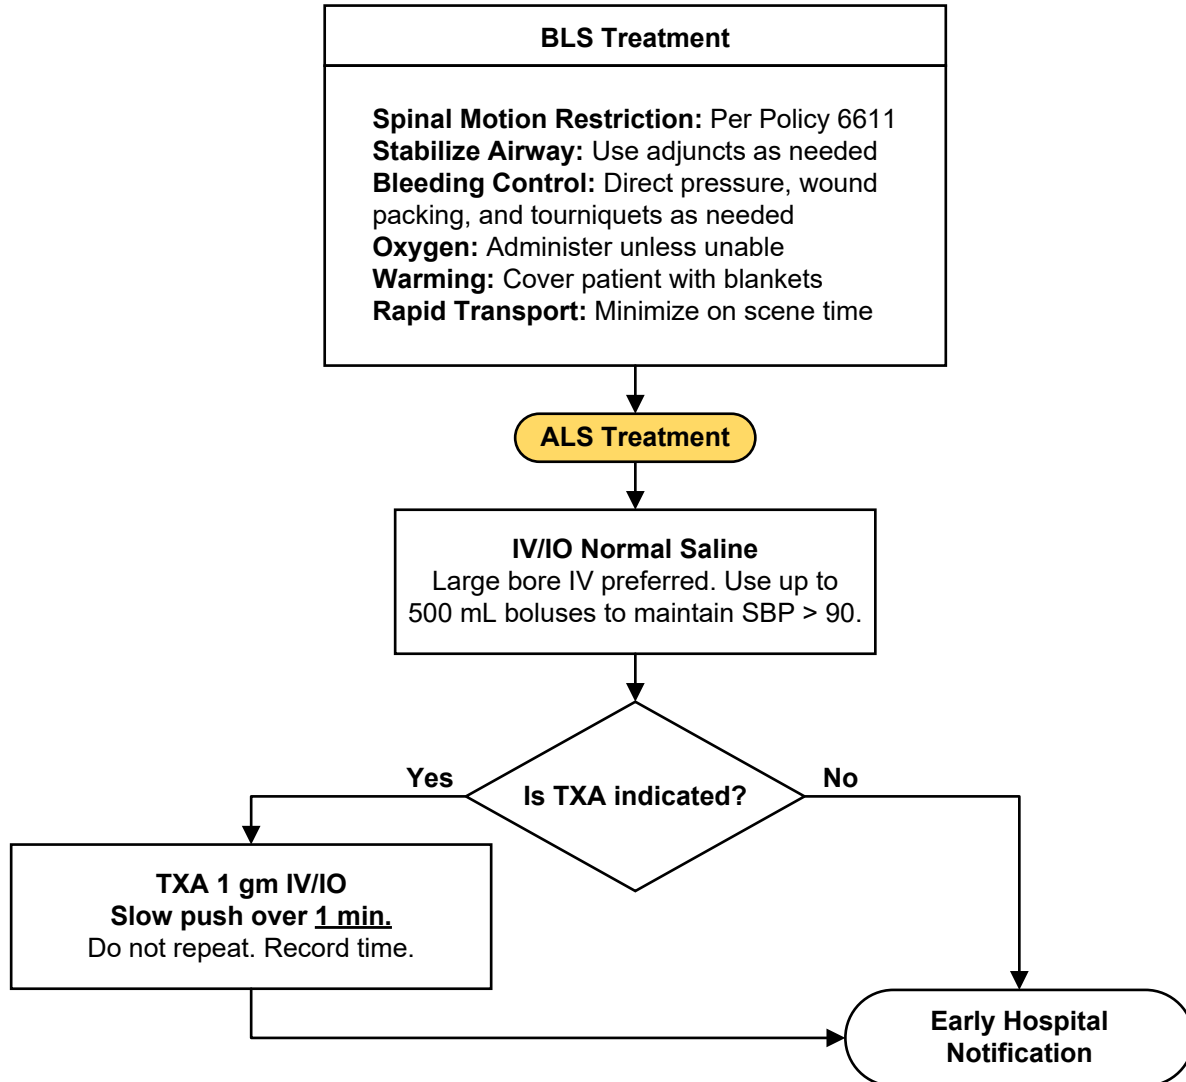 BLS Treatment
Spinal Motion Restriction: Per Policy 6611
Stabilize Airway: Use adjuncts as needed
Bleeding Control: Direct pressure, wound
packing, and tourniquets as needed
Oxygen: Administer unless unable
Warming: Cover patient with blankets
Rapid Transport: Minimize on scene time
ALS Treatment
IV/IO Normal Saline
Large bore IV preferred. Use up to
500 mL boluses to maintain SBP > 90.
Is TXA indicated?
Yes
No
TXA 1 gm IV/IO
Slow push over 1 min.
Do not repeat. Record time.
Early Hospital
Notification